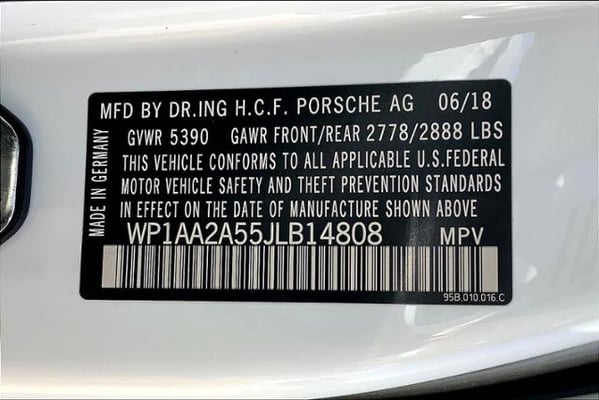 MFD BY DR.ING H.C.F. PORSCHE AG 06/18
GVWR 5390 GAWR FRONT/REAR 2778/2888 LBS
THIS VEHICLE CONFORMS TO ALL APPLICABLE U.S.FEDERAL
MOTOR VEHICLE SAFETY AND THEFT PREVENTION STANDARDS
IN EFFECT ON THE DATE OF MANUFACTURE SHOWN ABOVE
WP1AA2A55JLB14808 MPV
95B.010.016.C
MADE IN GERMANY